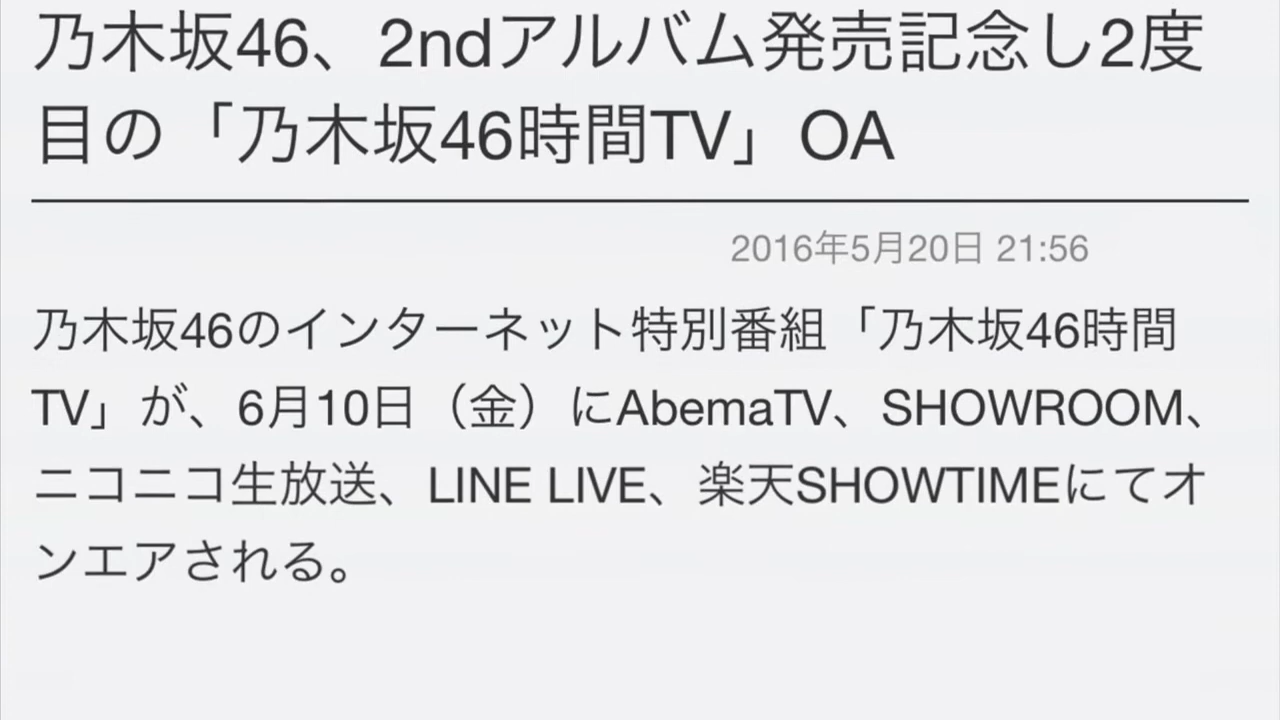 乃木坂46、2ndアルバム発売記念し2度
目の「乃木坂46時間TV」OA
2016年5月20日 21:56
乃木坂46のインターネット特別番組「乃木坂46時間
TV」が、6月10日（金）にAbemaTV、SHOWROOM、
ニコニコ生放送、LINE LIVE、楽天SHOWTIMEにてオ
ンエアされる。